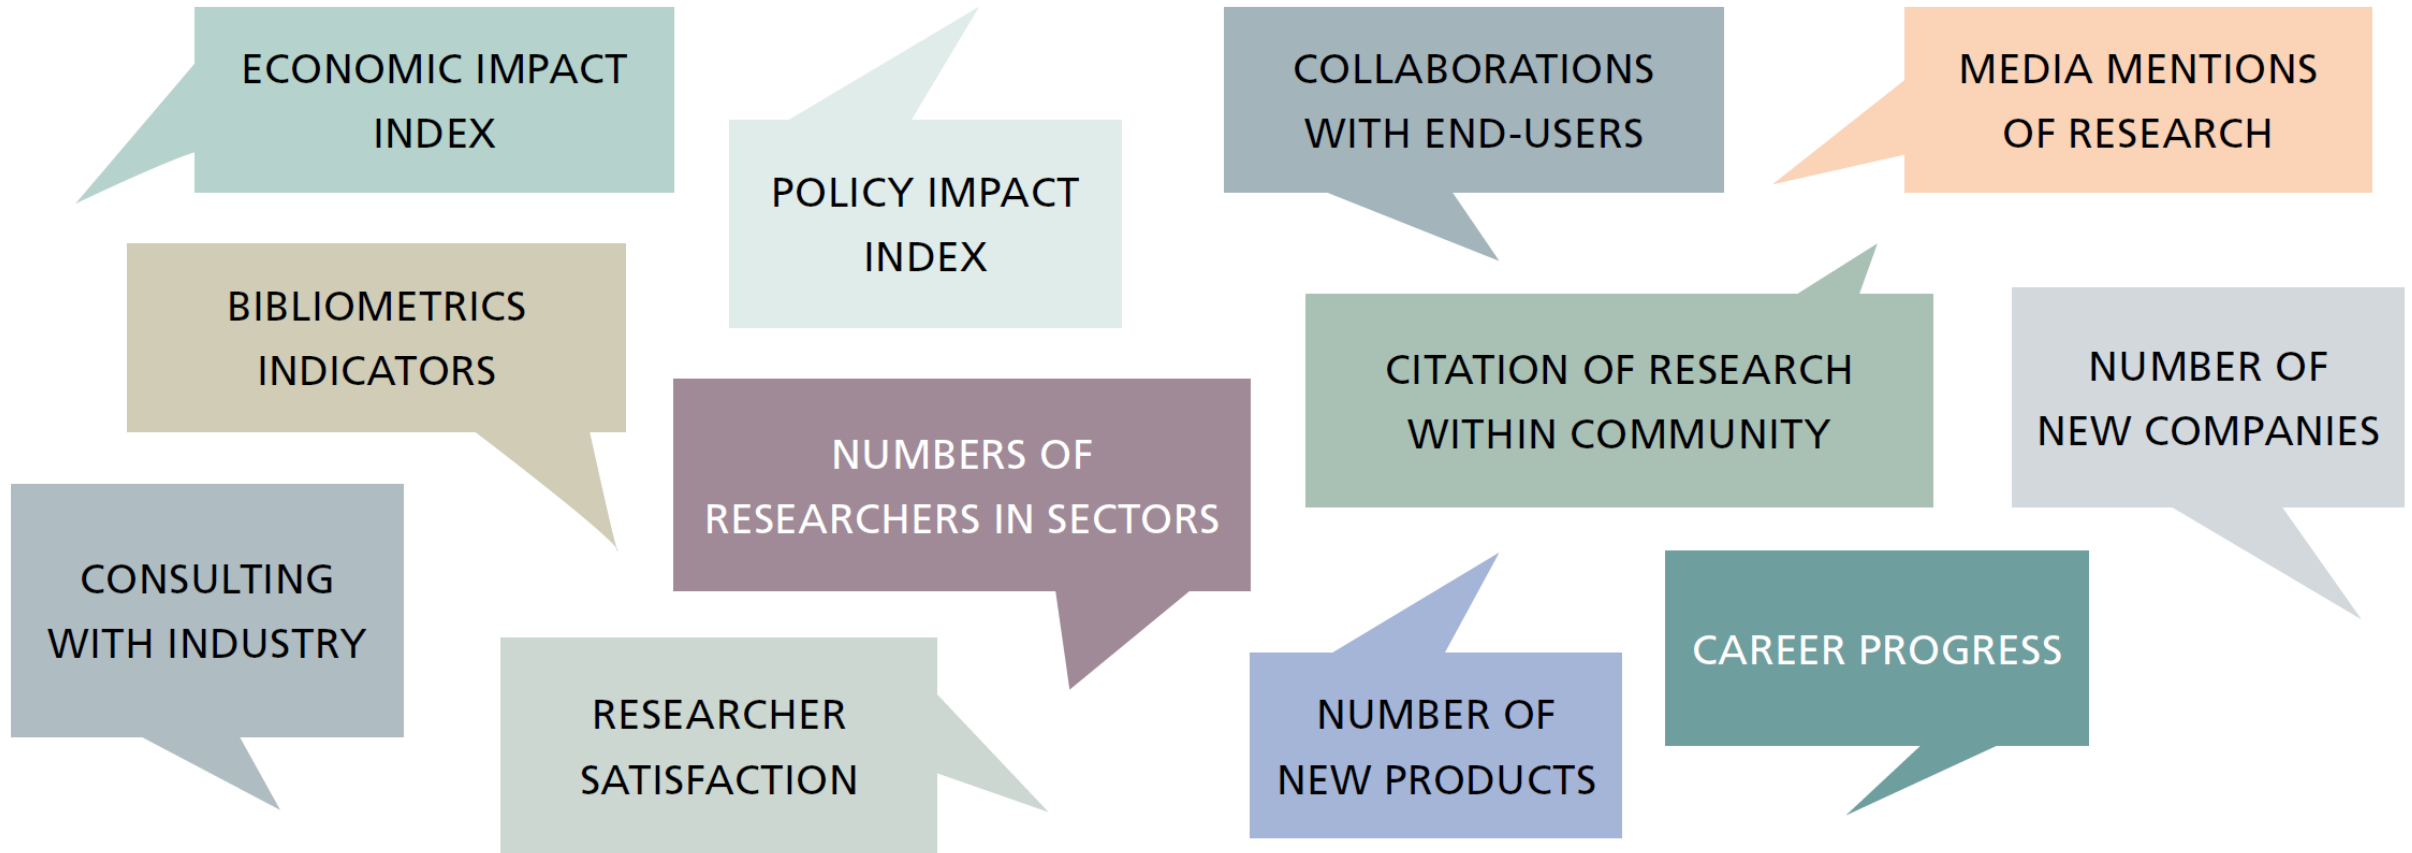 ECONOMIC IMPACT
INDEX
POLICY IMPACT
INDEX
COLLABORATIONS
WITH END-USERS
MEDIA MENTIONS
OF RESEARCH
BIBLIOMETRICS
INDICATORS
NUMBERS OF
RESEARCHERS IN SECTORS
CITATION OF RESEARCH
WITHIN COMMUNITY
NUMBER OF
NEW COMPANIES
CONSULTING
WITH INDUSTRY
RESEARCHER
SATISFACTION
NUMBER OF
NEW PRODUCTS
CAREER PROGRESS